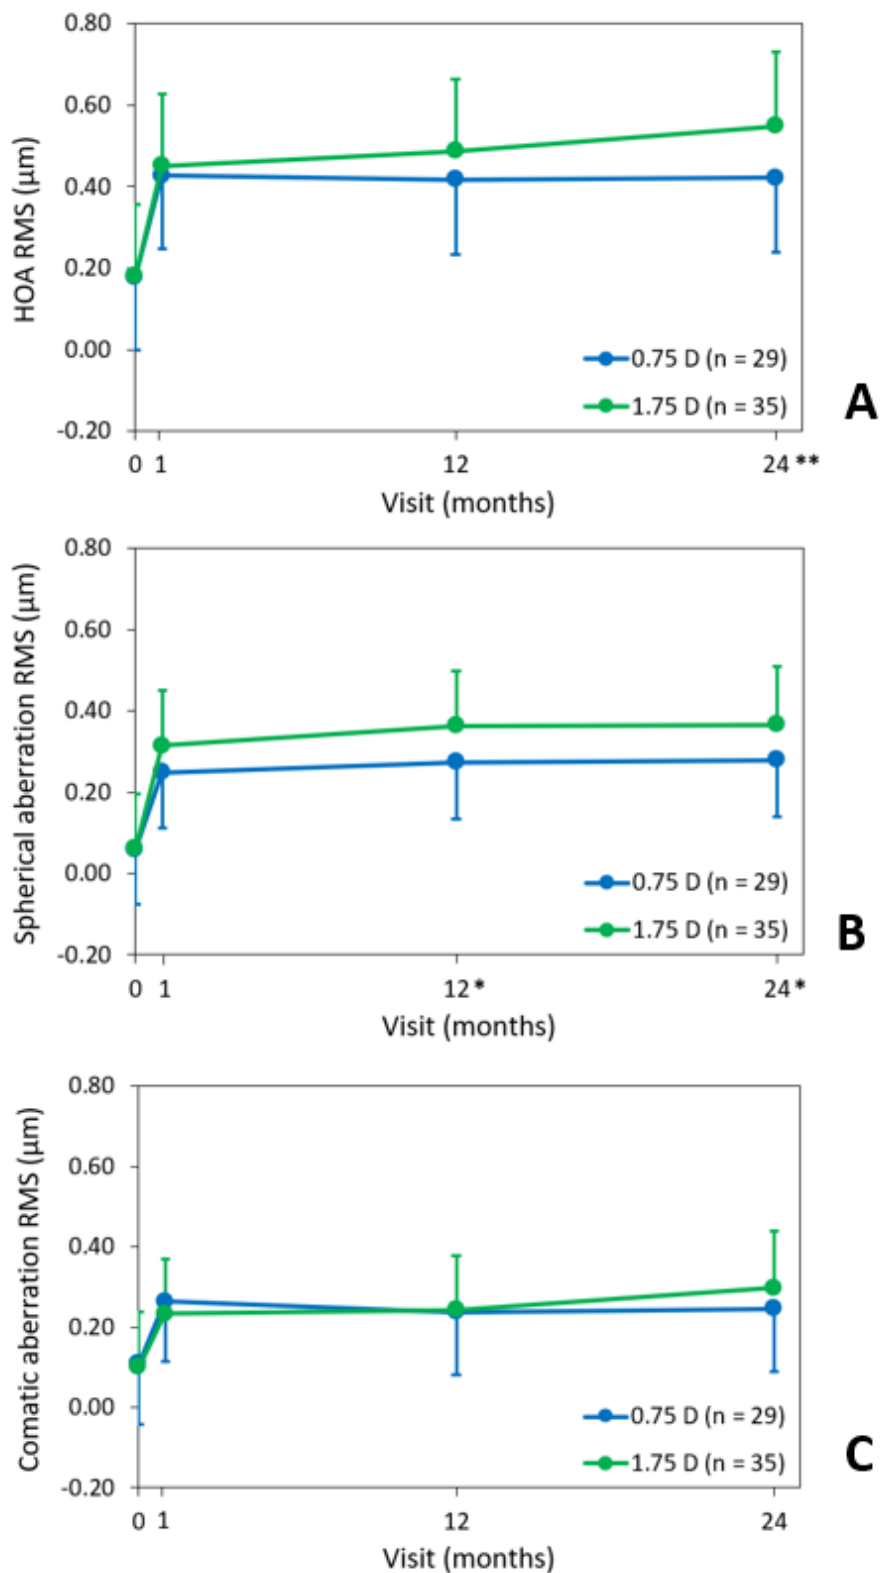 0.80
0.60
0.40
0.20
0.00
-0.20
HOA RMS (µm)
0.75 D (n = 29)
1.75 D (n = 35)
A
0 1 12 24 **
Visit (months)
0.80
0.60
0.40
0.20
0.00
-0.20
Spherical aberration RMS (µm)
0.75 D (n = 29)
1.75 D (n = 35)
B
0 1 12 * 24 *
Visit (months)
0.80
0.60
0.40
0.20
0.00
-0.20
Comatic aberration RMS (µm)
0.75 D (n = 29)
1.75 D (n = 35)
C
0 1 12 24
Visit (months)